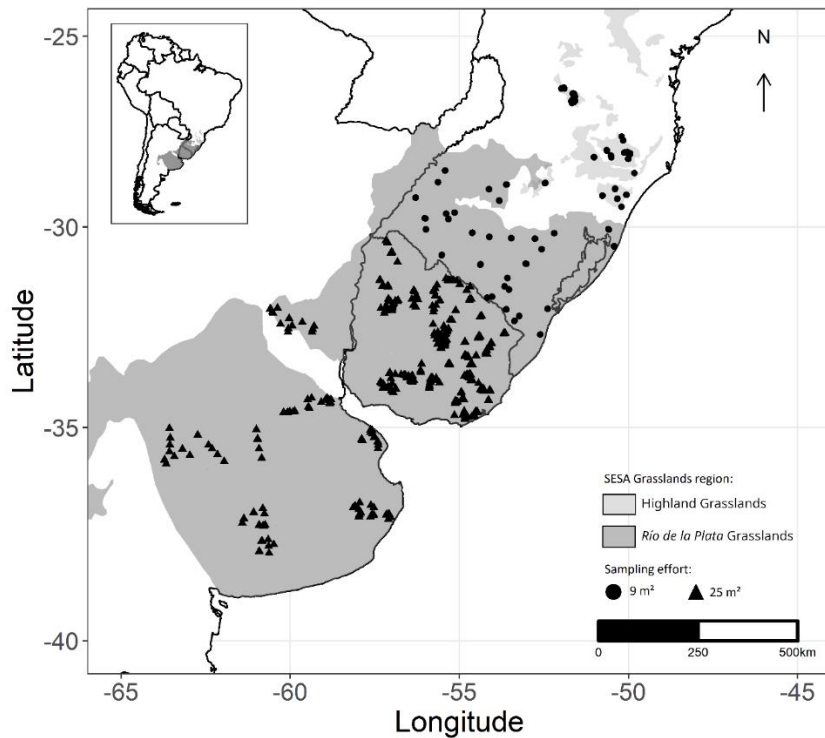 N
-25
-30
-35
-40
Latitude
-65
-60
-55
-50
-45
Longitude
SESA Grasslands region:
Highland Grasslands
Río de la Plata Grasslands
Sampling effort:
9 m²
25 m²
0
250
500km